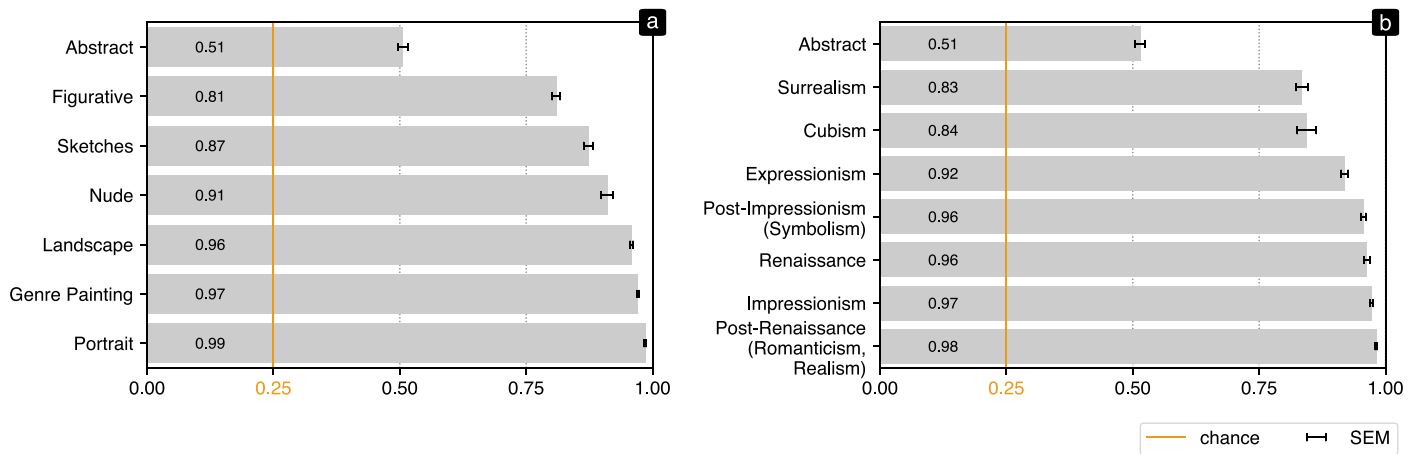 a
Abstract 0.51
Figurative 0.81
Sketches 0.87
Nude 0.91
Landscape 0.96
Genre Painting 0.97
Portrait 0.99
0.00 0.25 0.50 0.75 1.00
b
Abstract 0.51
Surrealism 0.83
Cubism 0.84
Expressionism 0.92
Post-Impressionism
(Symbolism) 0.96
Renaissance 0.96
Impressionism 0.97
Post-Renaissance
(Romanticism, 0.98
Realism)
0.00 0.25 0.50 0.75 1.00
chance SEM